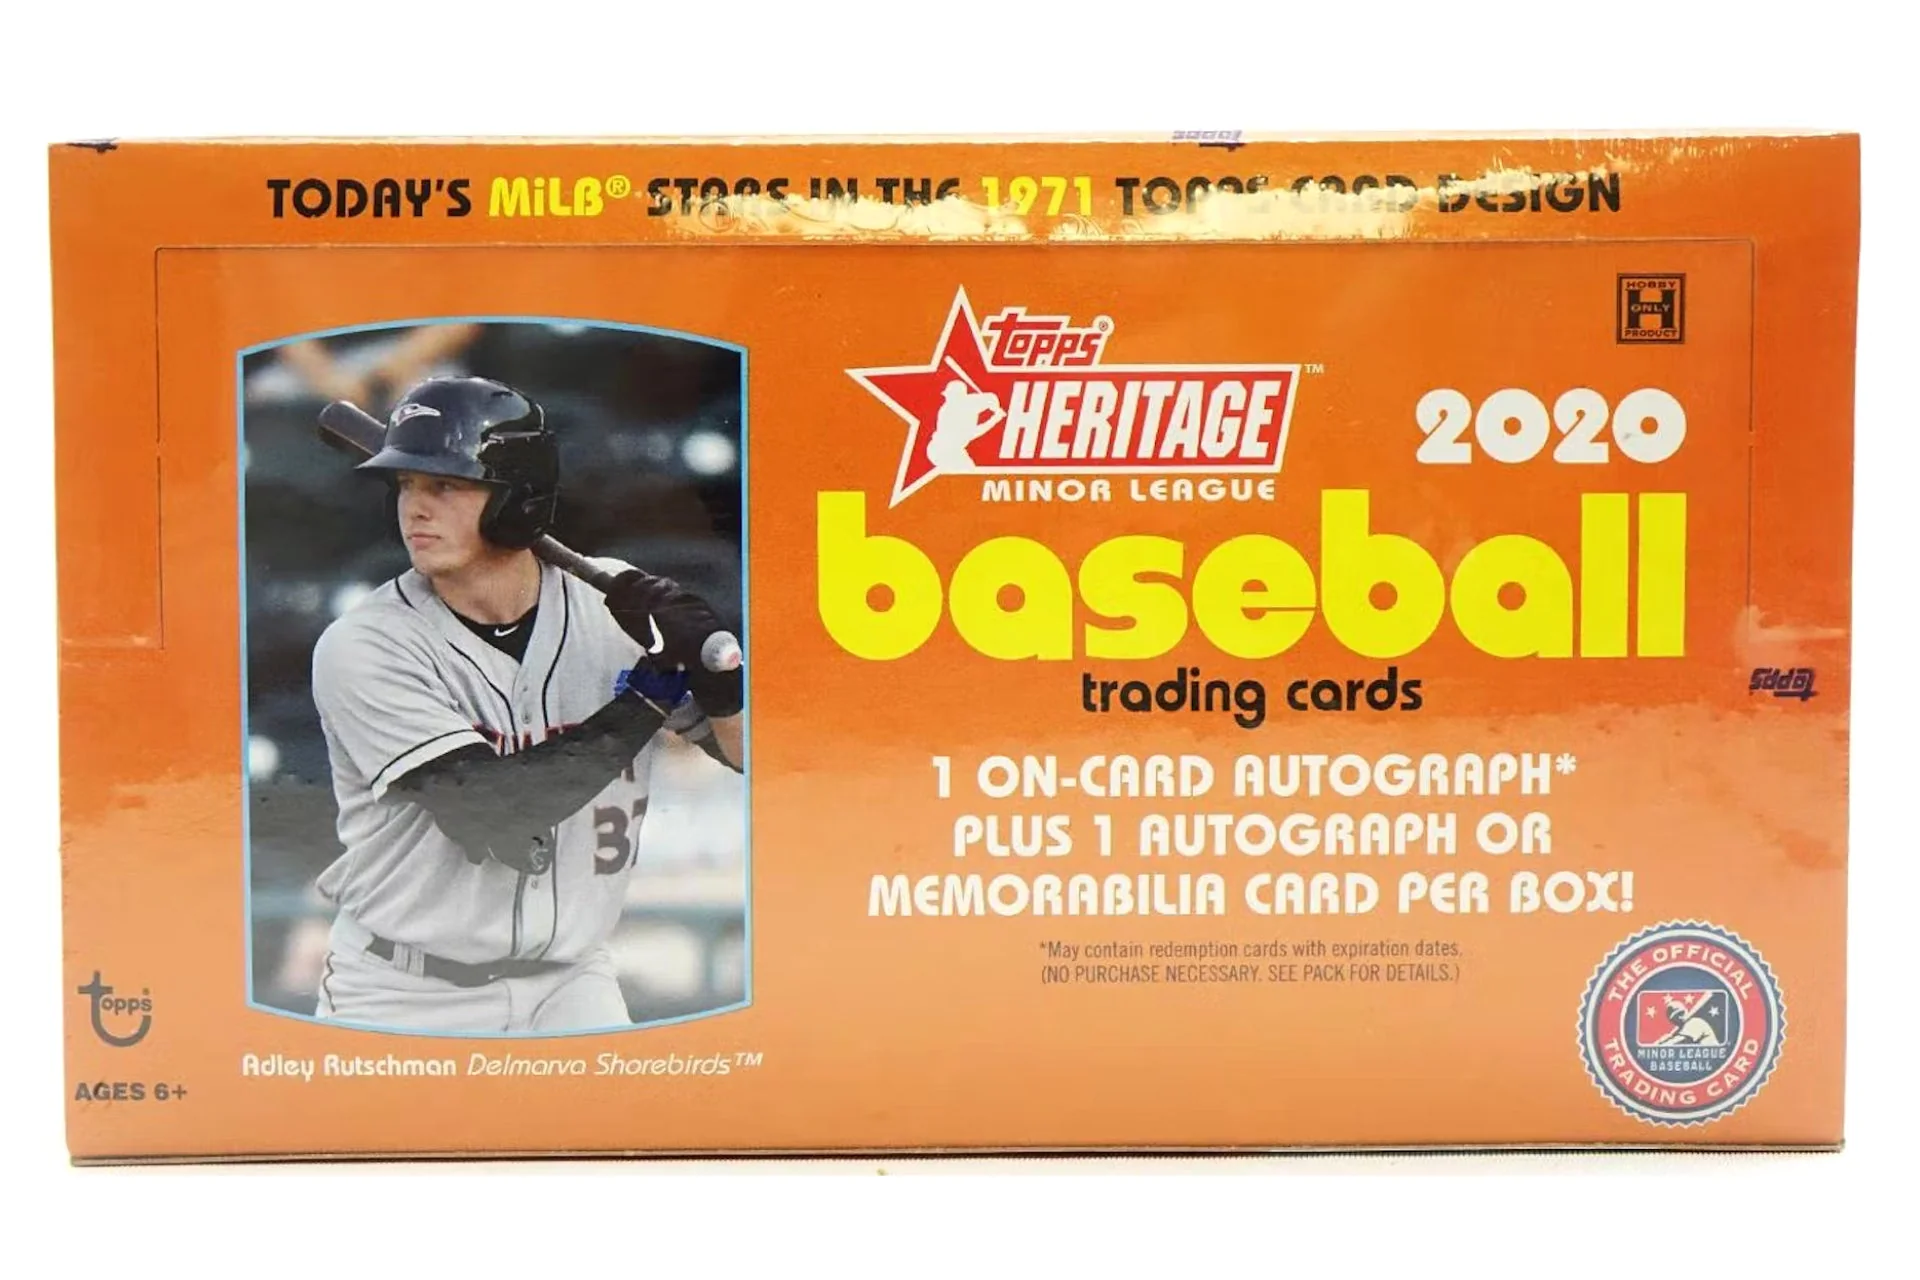 TODAY'S MiLB® STARS IN THE 1971 TOPPS CARD DESIGN
HOBBY
H
ONLY
PRODUCT
topps®
HERITAGE™
MINOR LEAGUE
2020
baseball
trading cards
topps
1 ON-CARD AUTOGRAPH*
PLUS 1 AUTOGRAPH OR
MEMORABILIA CARD PER BOX!
*May contain redemption cards with expiration dates.
(NO PURCHASE NECESSARY. SEE PACK FOR DETAILS.)
THE OFFICIAL
MINOR LEAGUE
BASEBALL
TRADING CARD
37
topps®
AGES 6+
Adley Rutschman Delmarva Shorebirds™